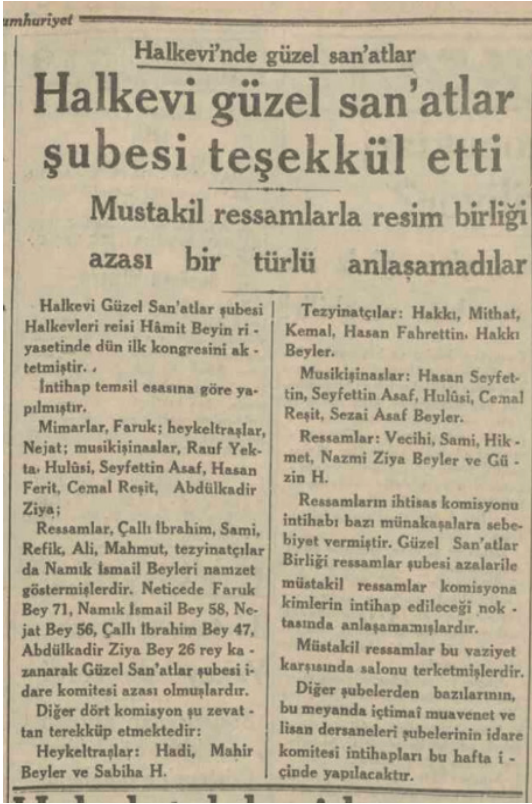 umhuriyet
Halkevi'nde güzel san'atlar
Halkevi güzel san'atlar
şubesi teşekkül etti
Mustakil ressamlarla resim birliği
azası bir türlü anlaşamadılar
Halkevi Güzel San'atlar şubesi
Halkevleri reisi Hâmit Beyin ri -
yasetinde dün ilk kongresini ak -
tetmiştir. .
İntihap temsil esasına göre ya-
pılmıştır.
Mimarlar, Faruk; heykeltraşlar,
Nejat; musikişinaslar, Rauf Yek-
ta, Hulûsi, Seyfettin Asaf, Hasan
Ferit, Cemal Reşit, Abdülkadir
Ziya;
Ressamlar, Çallı İbrahim, Sami,
Refik, Ali, Mahmut, tezyinatçılar
da Namık İsmail Beyleri namzet
göstermişlerdir. Neticede Faruk
Bey 71, Namık İsmail Bey 58, Ne-
jat Bey 56, Çallı İbrahim Bey 47,
Abdülkadir Ziya Bey 26 rey ka -
zanarak Güzel San'atlar şubesi i-
dare komitesi azası olmuşlardır.
Diğer dört komisyon şu zevat -
tan terekküp etmektedir:
Heykeltraşlar: Hadi, Mahir
Beyler ve Sabiha H.
Tezyinatçılar: Hakkı, Mithat,
Kemal, Hasan Fahrettin, Hakkı
Beyler.
Musikişinaslar: Hasan Seyfet-
tin, Seyfettin Asaf, Hulûsi, Cemal
Reşit, Sezai Asaf Beyler.
Ressamlar: Vecihi, Sami, Hik -
met, Nazmi Ziya Beyler ve Gü -
zin H.
Ressamların ihtisas komisyonu
intihabı bazı münakaşalara sebe-
biyet vermiştir. Güzel San'atlar
Birliği ressamlar şubesi azalarile
müstakil ressamlar komisyona
kimlerin intihap edileceği nok -
tasında anlaşamamışlardır.
Müstakil ressamlar bu vaziyet
karşısında salonu terketmişlerdir.
Diğer şubelerden bazılarının,
bu meyanda içtimaî muavenet ve
lisan dersaneleri şubelerinin idare
komitesi intihapları bu hafta i -
çinde yapılacaktır.